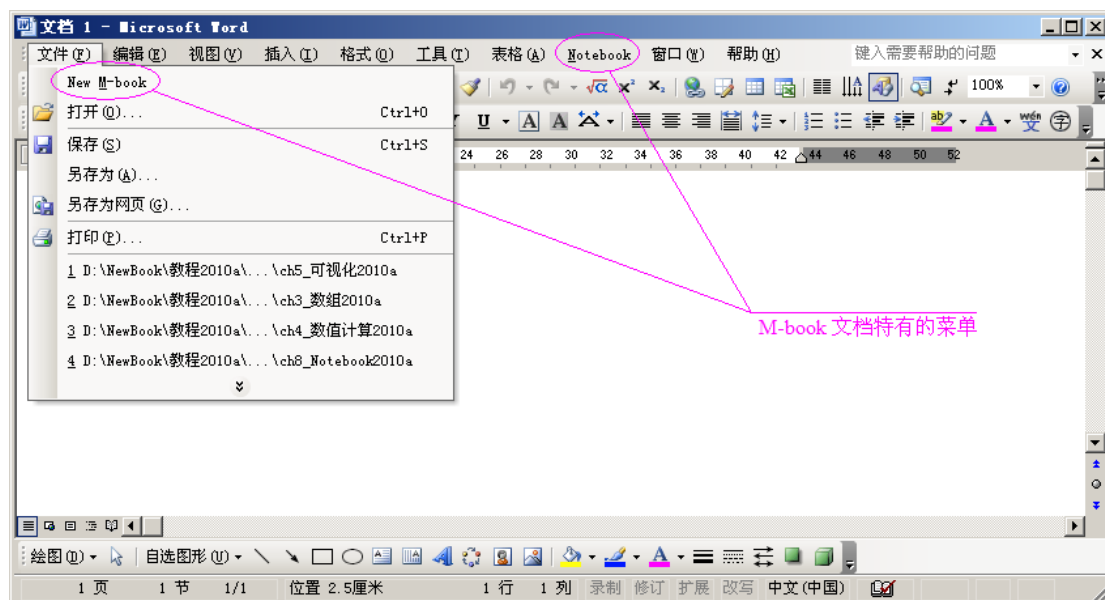 文档 1 - Microsoft Word
文件(F) 编辑(E) 视图(V) 插入(I) 格式(O) 工具(T) 表格(A) Notebook 窗口(W) 帮助(H) 键入需要帮助的问题
New M-book
100%
打开(O)... Ctrl+O
U A A
保存(S) Ctrl+S
24 26 28 30 32 34 36 38 40 42 44 46 48 50 52
另存为(A)...
另存为网页(G)...
打印(P)... Ctrl+P
1 D:\NewBook\教程2010a\...\ch5_可视化2010a
2 D:\NewBook\教程2010a\...\ch3_数组2010a
3 D:\NewBook\教程2010a\...\ch4_数值计算2010a
4 D:\NewBook\教程2010a\...\ch8_Notebook2010a
M-book 文档特有的菜单
绘图(D) 自选图形(U)
1 页 1 节 1/1 位置 2.5厘米 1 行 1 列 录制 修订 扩展 改写 中文(中国)